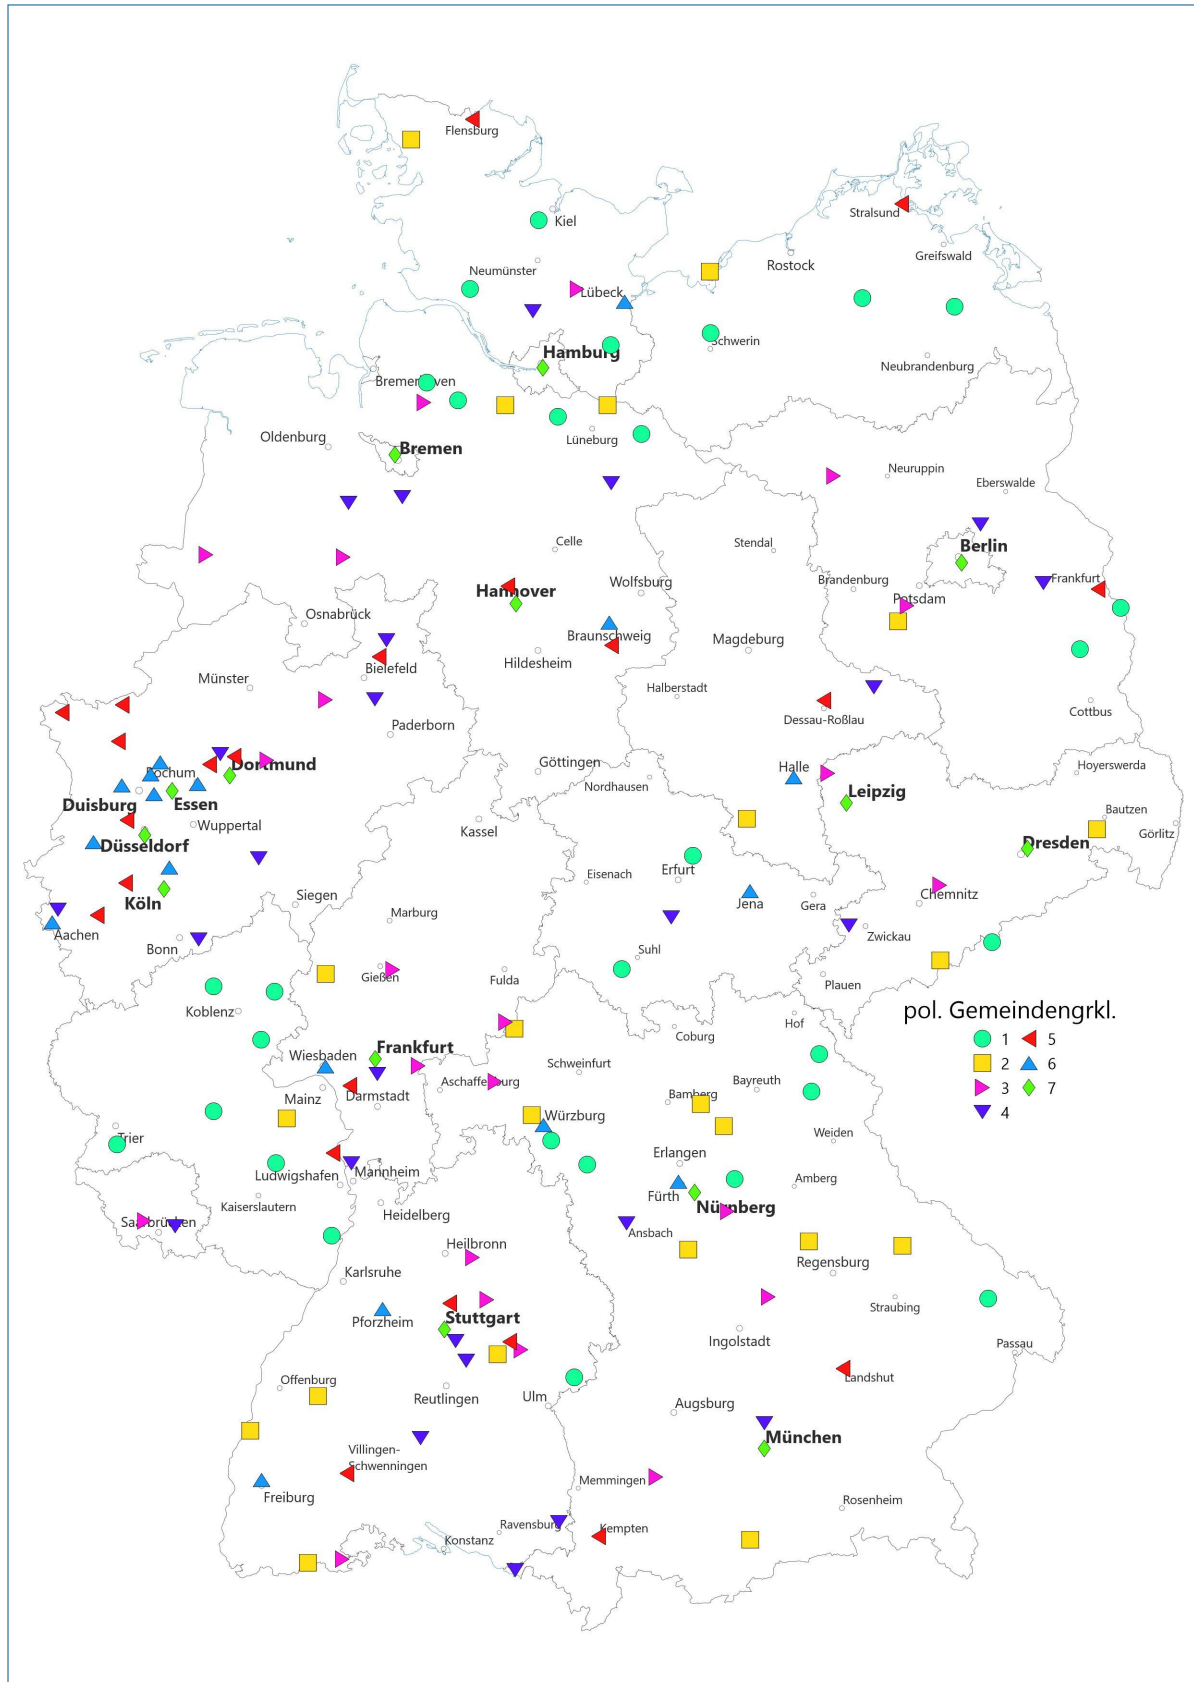 Flensburg
Stralsund
Kiel
Greifswald
Rostock
Neumünster
Lübeck
Schwerin
Hamburg
Neubrandenburg
Bremerhaven
Lüneburg
Oldenburg
Bremen
Neuruppin
Eberswalde
Celle
Stendal
Berlin
Wolfsburg
Brandenburg
Frankfurt
Hannover
Potsdam
Osnabrück
Braunschweig
Magdeburg
Hildesheim
Bielefeld
Münster
Halberstadt
Cottbus
Dessau-Roßlau
Paderborn
Göttingen
Dortmund
Halle
Hoyerswerda
Bochum
Nordhausen
Leipzig
Duisburg
Essen
Bautzen
Wuppertal
Kassel
Görlitz
Düsseldorf
Dresden
Erfurt
Eisenach
Siegen
Chemnitz
Köln
Jena
Gera
Marburg
Aachen
Zwickau
Bonn
Suhl
Gießen
Fulda
Plauen
Koblenz
pol. Gemeindengrkl.
Hof
Coburg
1 5
Frankfurt
Wiesbaden
Schweinfurt
2 6
Aschaffenburg
Bayreuth
3 7
Darmstadt
Bamberg
Mainz
4
Würzburg
Trier
Weiden
Erlangen
Mannheim
Ludwigshafen
Amberg
Fürth
Kaiserslautern
Nürnberg
Heidelberg
Saarbrücken
Ansbach
Heilbronn
Regensburg
Karlsruhe
Straubing
Stuttgart
Pforzheim
Ingolstadt
Passau
Landshut
Offenburg
Reutlingen
Ulm
Augsburg
München
Villingen-
Schwenningen
Memmingen
Freiburg
Rosenheim
Ravensburg
Kempten
Konstanz